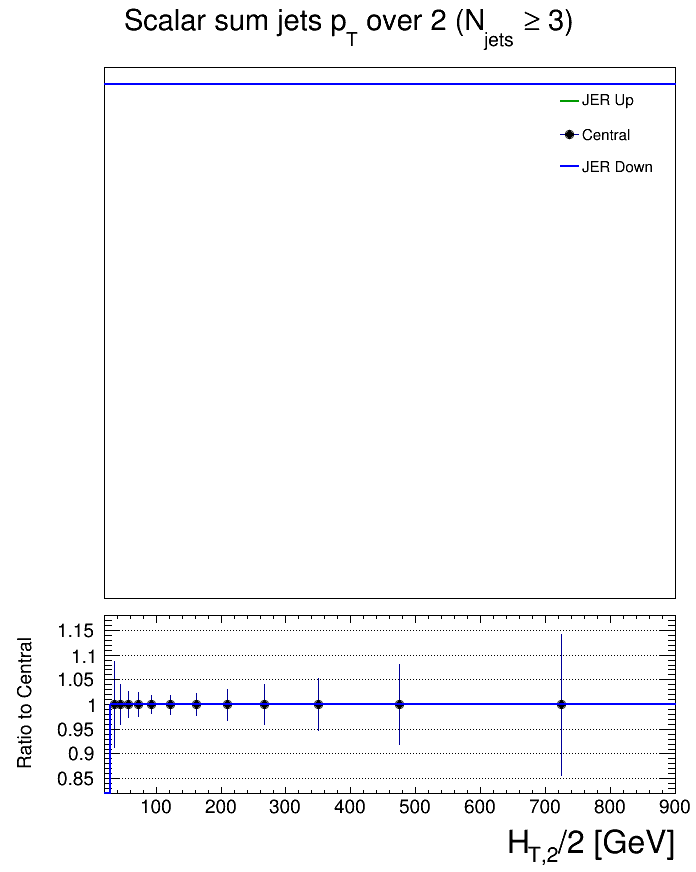 Scalar sum jets p_T over 2 (N_jets ≥ 3)
JER Up
Central
JER Down
Ratio to Central
1.15
1.1
1.05
1
0.95
0.9
0.85
100 200 300 400 500 600 700 800 900
H_T,2/2 [GeV]